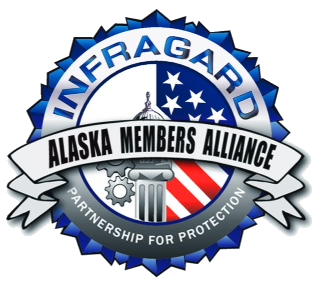 INFRAGARD
ALASKA MEMBERS ALLIANCE
PARTNERSHIP FOR PROTECTION